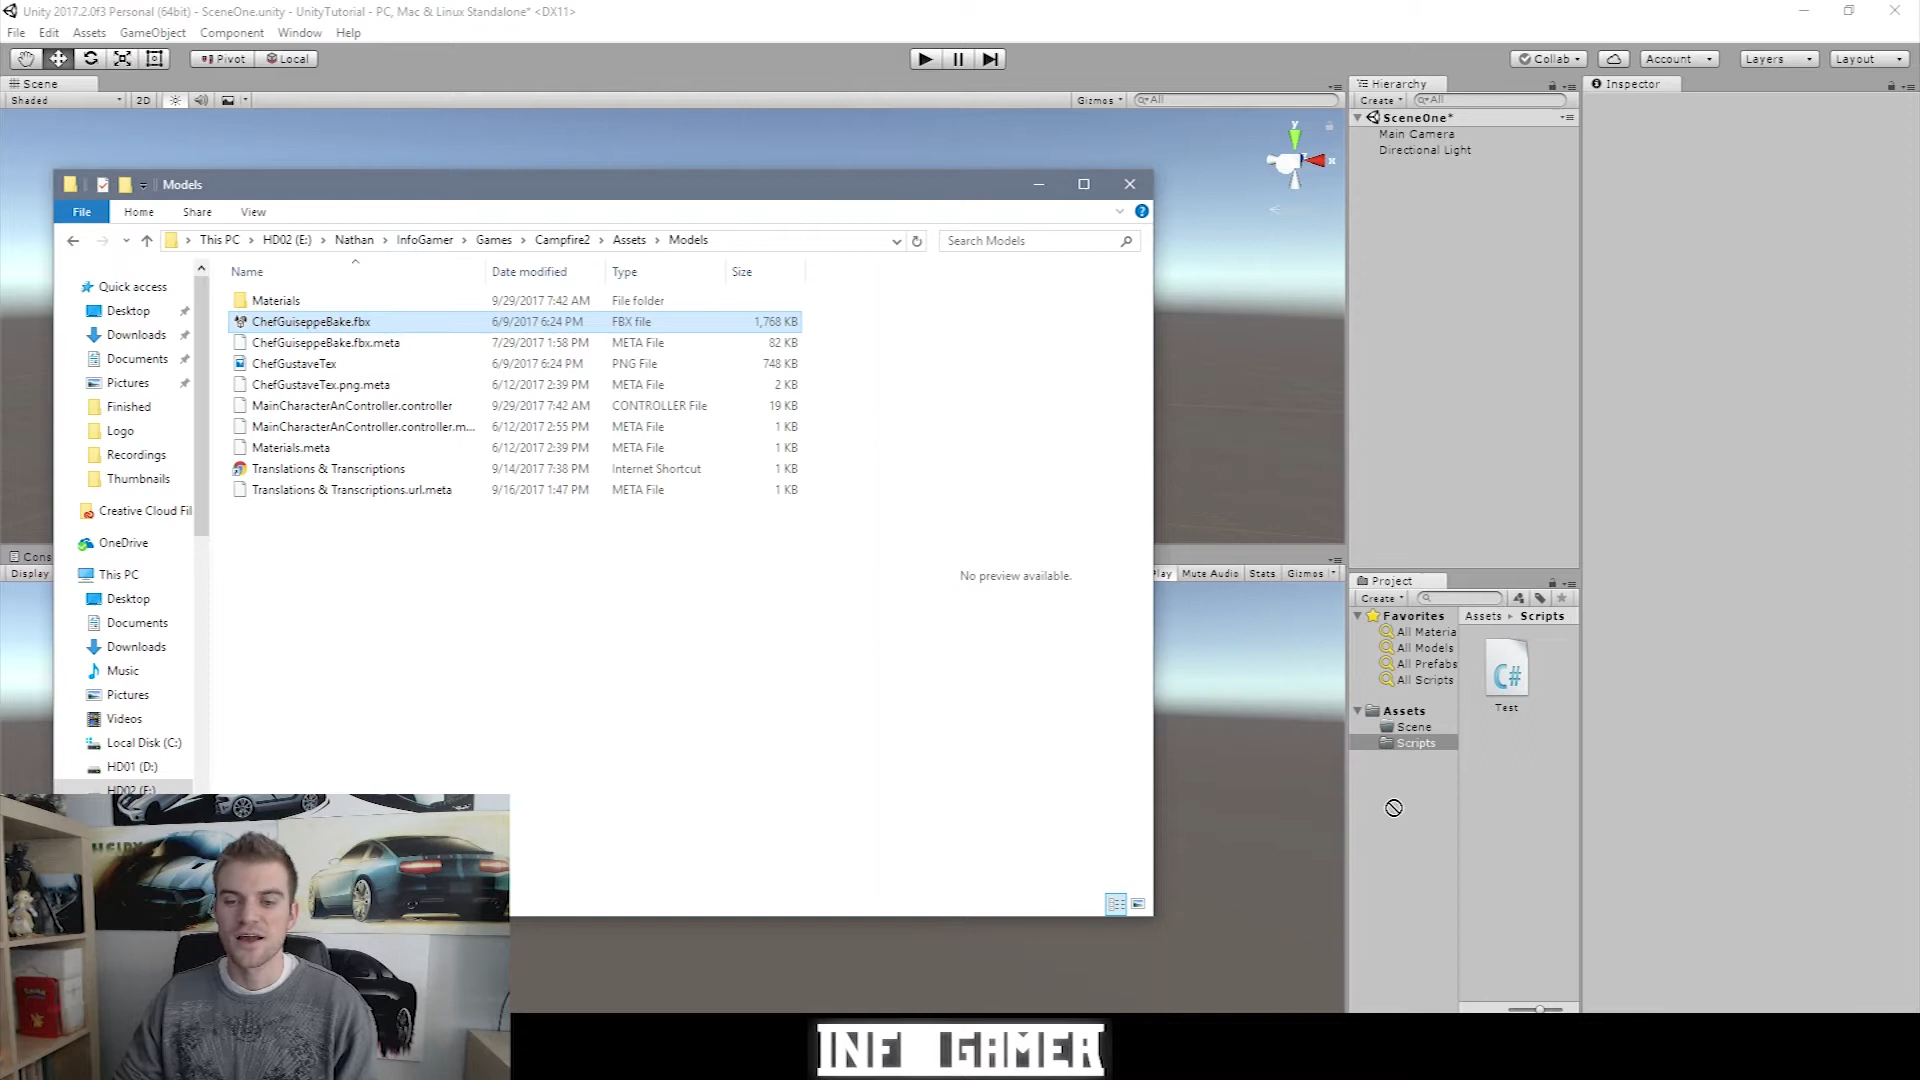 Unity 2017.2.0f3 Personal (64bit) - SceneOne.unity - UnityTutorial - PC, Mac & Linux Standalone* <DX11>
File Edit Assets GameObject Component Window Help
Pivot Local Collab Account Layers Layout
Scene Hierarchy Inspector
Shaded 2D Gizmos All Create All
SceneOne*
Main Camera
Directional Light
y
x
Models
File Home Share View
This PC > HD02 (E:) > Nathan > InfoGamer > Games > Campfire2 > Assets > Models Search Models
Name Date modified Type Size
Materials 9/29/2017 7:42 AM File folder
ChefGuiseppeBake.fbx 6/9/2017 6:24 PM FBX file 1,768 KB
ChefGuiseppeBake.fbx.meta 7/29/2017 1:58 PM META File 82 KB
ChefGustaveTex 6/9/2017 6:24 PM PNG File 748 KB
ChefGustaveTex.png.meta 6/12/2017 2:39 PM META File 2 KB
MainCharacterAnController.controller 9/29/2017 7:42 AM CONTROLLER File 19 KB
MainCharacterAnController.controller.m... 6/12/2017 2:55 PM META File 1 KB
Materials.meta 6/12/2017 2:39 PM META File 1 KB
Translations & Transcriptions 9/14/2017 7:38 PM Internet Shortcut 1 KB
Translations & Transcriptions.url.meta 9/16/2017 1:47 PM META File 1 KB
Quick access
Desktop
Downloads
Documents
Pictures
Finished
Logo
Recordings
Thumbnails
Creative Cloud Fil
OneDrive
This PC
Desktop
Documents
Downloads
Music
Pictures
Videos
Local Disk (C:)
HD01 (D:)
HD02 (E:)
No preview available.
Cons
Display
lay Mute Audio Stats Gizmos
Project
Create
Favorites
All Materia
All Models
All Prefabs
All Scripts
Assets
Scene
Scripts
Assets Scripts
C#
Test
INF GAMER